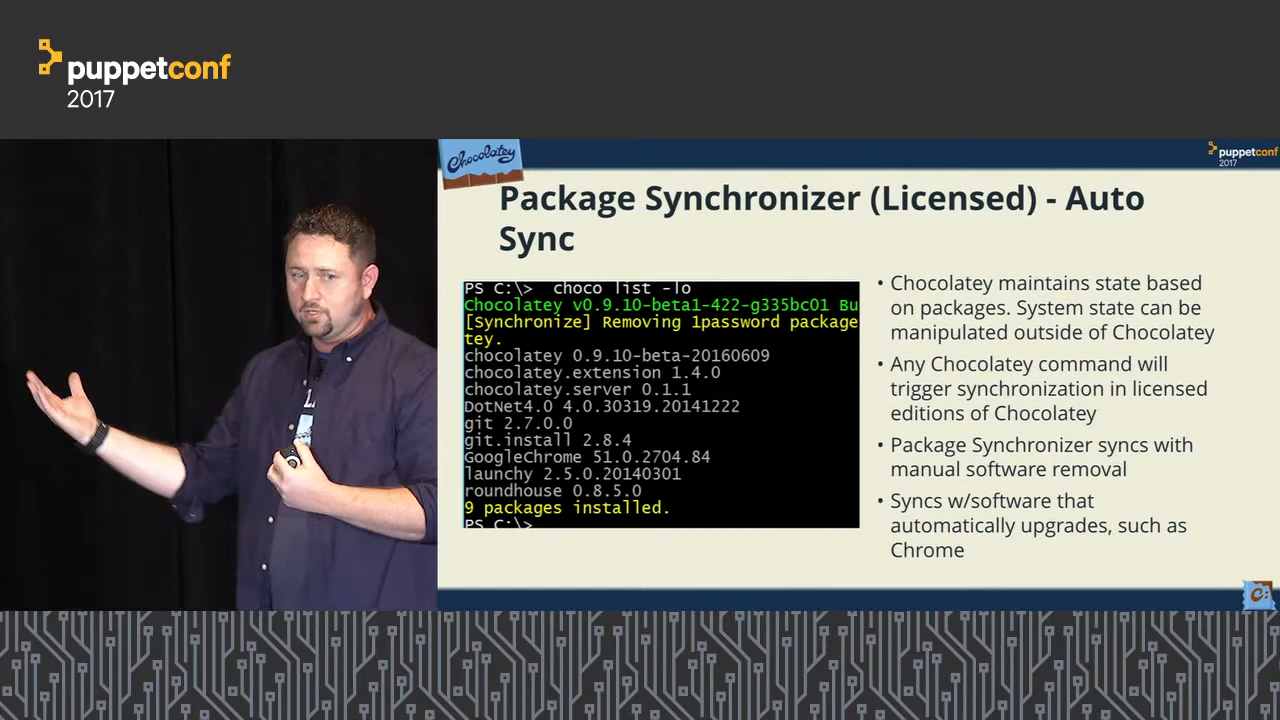 puppetconf
2017
Chocolatey
puppetconf
2017
Package Synchronizer (Licensed) - Auto
Sync
PS C:\> choco list -lo
Chocolatey v0.9.10-beta1-422-g335bc01 Bu
[Synchronize] Removing 1password package
tey.
chocolatey 0.9.10-beta-20160609
chocolatey.extension 1.4.0
chocolatey.server 0.1.1
DotNet4.0 4.0.30319.20141222
git 2.7.0.0
git.install 2.8.4
GoogleChrome 51.0.2704.84
launchy 2.5.0.20140301
roundhouse 0.8.5.0
9 packages installed.
PS C:\>
• Chocolatey maintains state based
on packages. System state can be
manipulated outside of Chocolatey
• Any Chocolatey command will
trigger synchronization in licensed
editions of Chocolatey
• Package Synchronizer syncs with
manual software removal
• Syncs w/software that
automatically upgrades, such as
Chrome